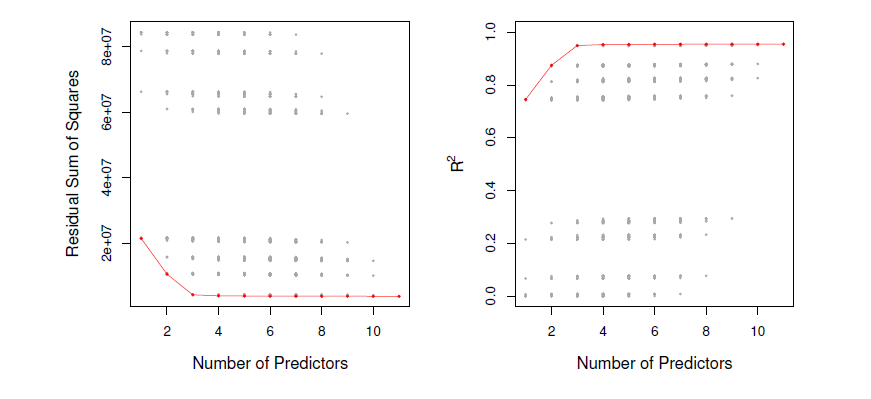 Residual Sum of Squares
8e+07
6e+07
4e+07
2e+07
2 4 6 8 10
Number of Predictors
R²
1.0
0.8
0.6
0.4
0.2
0.0
2 4 6 8 10
Number of Predictors